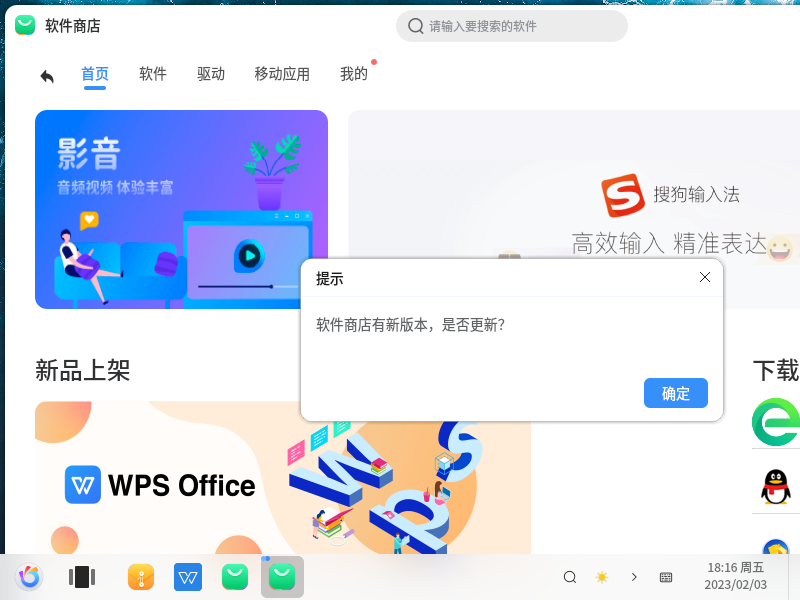 软件商店
请输入要搜索的软件
首页 软件 驱动 移动应用 我的
影音
音频视频 体验丰富
搜狗输入法
高效输入 精准表达
提示
软件商店有新版本，是否更新?
确定
新品上架
下载
WPS Office
W P S
18:16 周五
2023/02/03